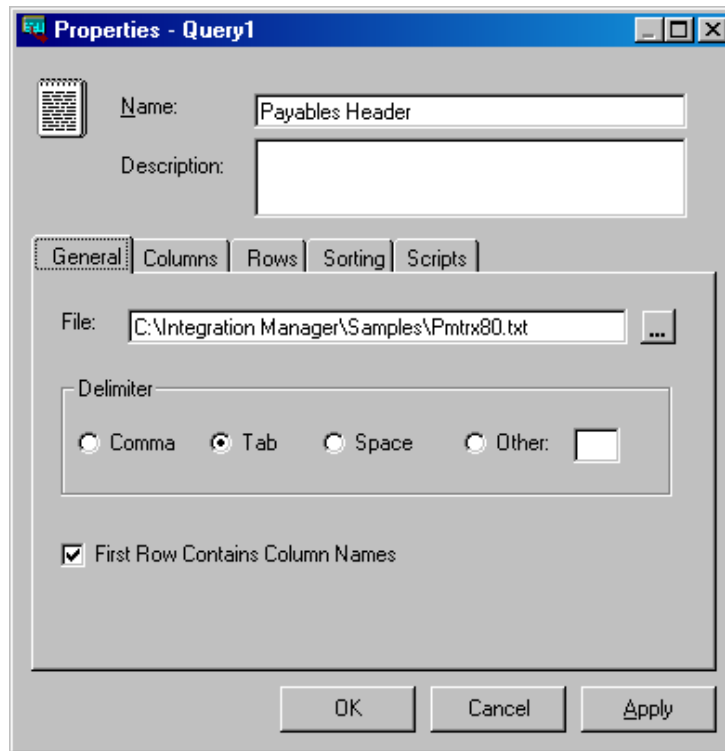 Properties - Query1
Name: Payables Header
Description:
General Columns Rows Sorting Scripts
File: C:\Integration Manager\Samples\Pmtrx80.txt ...
Delimiter
Comma Tab Space Other:
First Row Contains Column Names
OK Cancel Apply